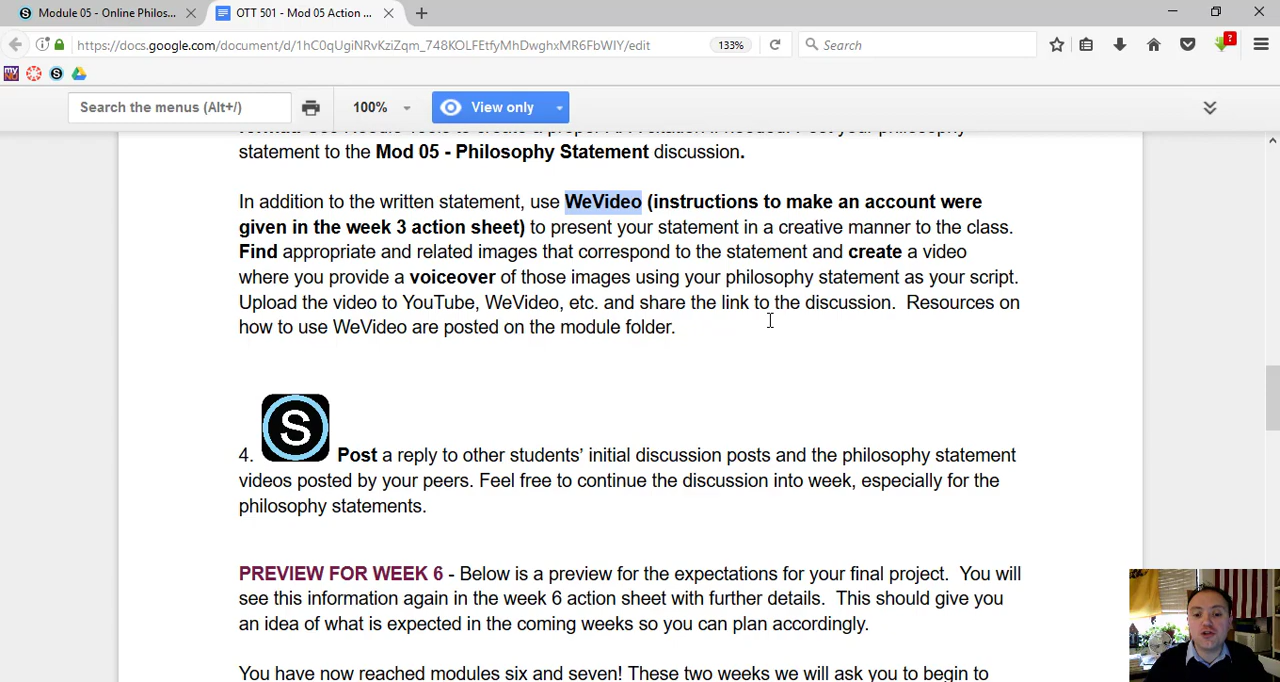 Module 05 - Online Philos...
OTT 501 - Mod 05 Action ...
https://docs.google.com/document/d/1hC0qUgiNRvKziZqm_748KOLFEtfyMhDwghxMR6FbWIY/edit
133%
Search
Search the menus (Alt+/)
100%
View only
statement to the Mod 05 - Philosophy Statement discussion.
In addition to the written statement, use WeVideo (instructions to make an account were
given in the week 3 action sheet) to present your statement in a creative manner to the class.
Find appropriate and related images that correspond to the statement and create a video
where you provide a voiceover of those images using your philosophy statement as your script.
Upload the video to YouTube, WeVideo, etc. and share the link to the discussion.  Resources on
how to use WeVideo are posted on the module folder.
S
4. Post a reply to other students' initial discussion posts and the philosophy statement
videos posted by your peers. Feel free to continue the discussion into week, especially for the
philosophy statements.
PREVIEW FOR WEEK 6 - Below is a preview for the expectations for your final project.  You will
see this information again in the week 6 action sheet with further details.  This should give you
an idea of what is expected in the coming weeks so you can plan accordingly.
You have now reached modules six and seven! These two weeks we will ask you to begin to